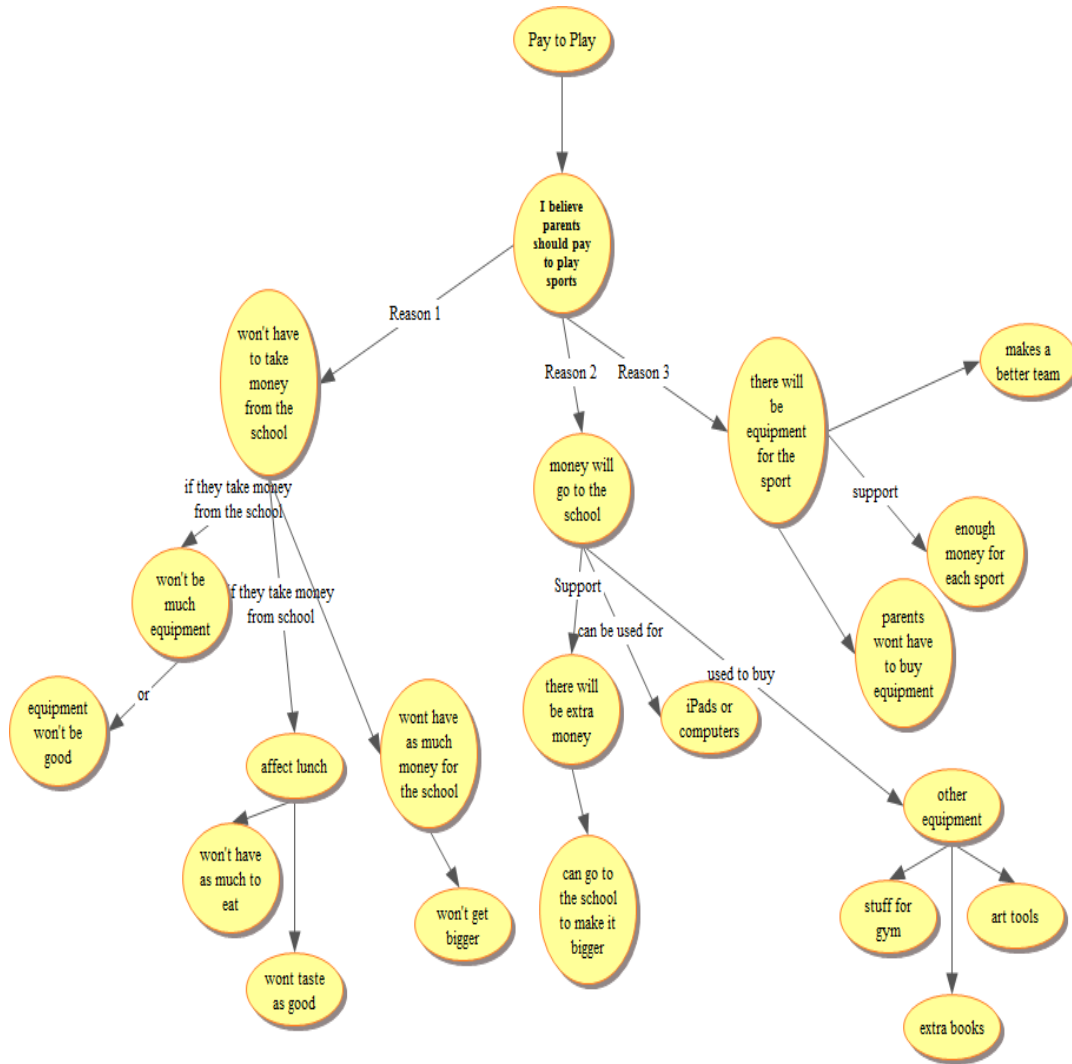 Pay to Play
I believe
parents
should pay
to play
sports
Reason 1
Reason 2
Reason 3
won't have
to take
money
from the
school
if they take money
from the school
won't be
much
equipment
or
equipment
won't be
good
if they take money
from school
affect lunch
won't have
as much to
eat
wont taste
as good
wont have
as much
money for
the school
won't get
bigger
money will
go to the
school
Support
there will
be extra
money
can go to
the school
to make it
bigger
can be used for
iPads or
computers
used to buy
other
equipment
stuff for
gym
extra books
art tools
there will
be
equipment
for the
sport
makes a
better team
support
enough
money for
each sport
parents
wont have
to buy
equipment